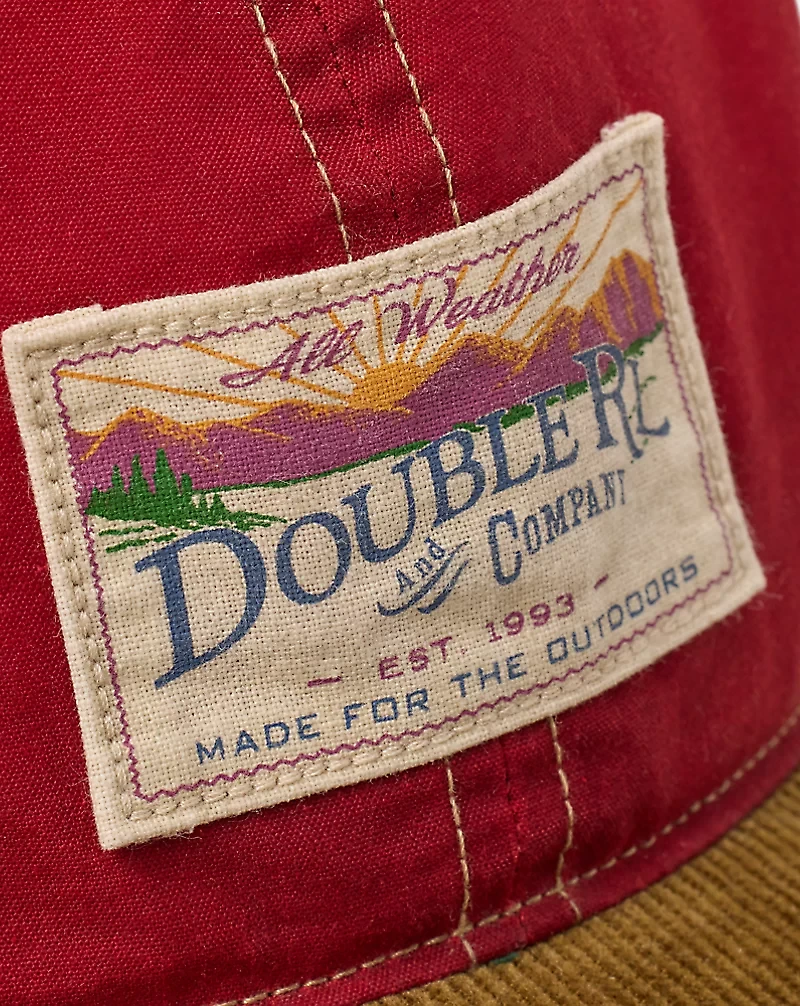 All Weather
DOUBLE RL
And COMPANY
— EST. 1993 —
MADE FOR THE OUTDOORS